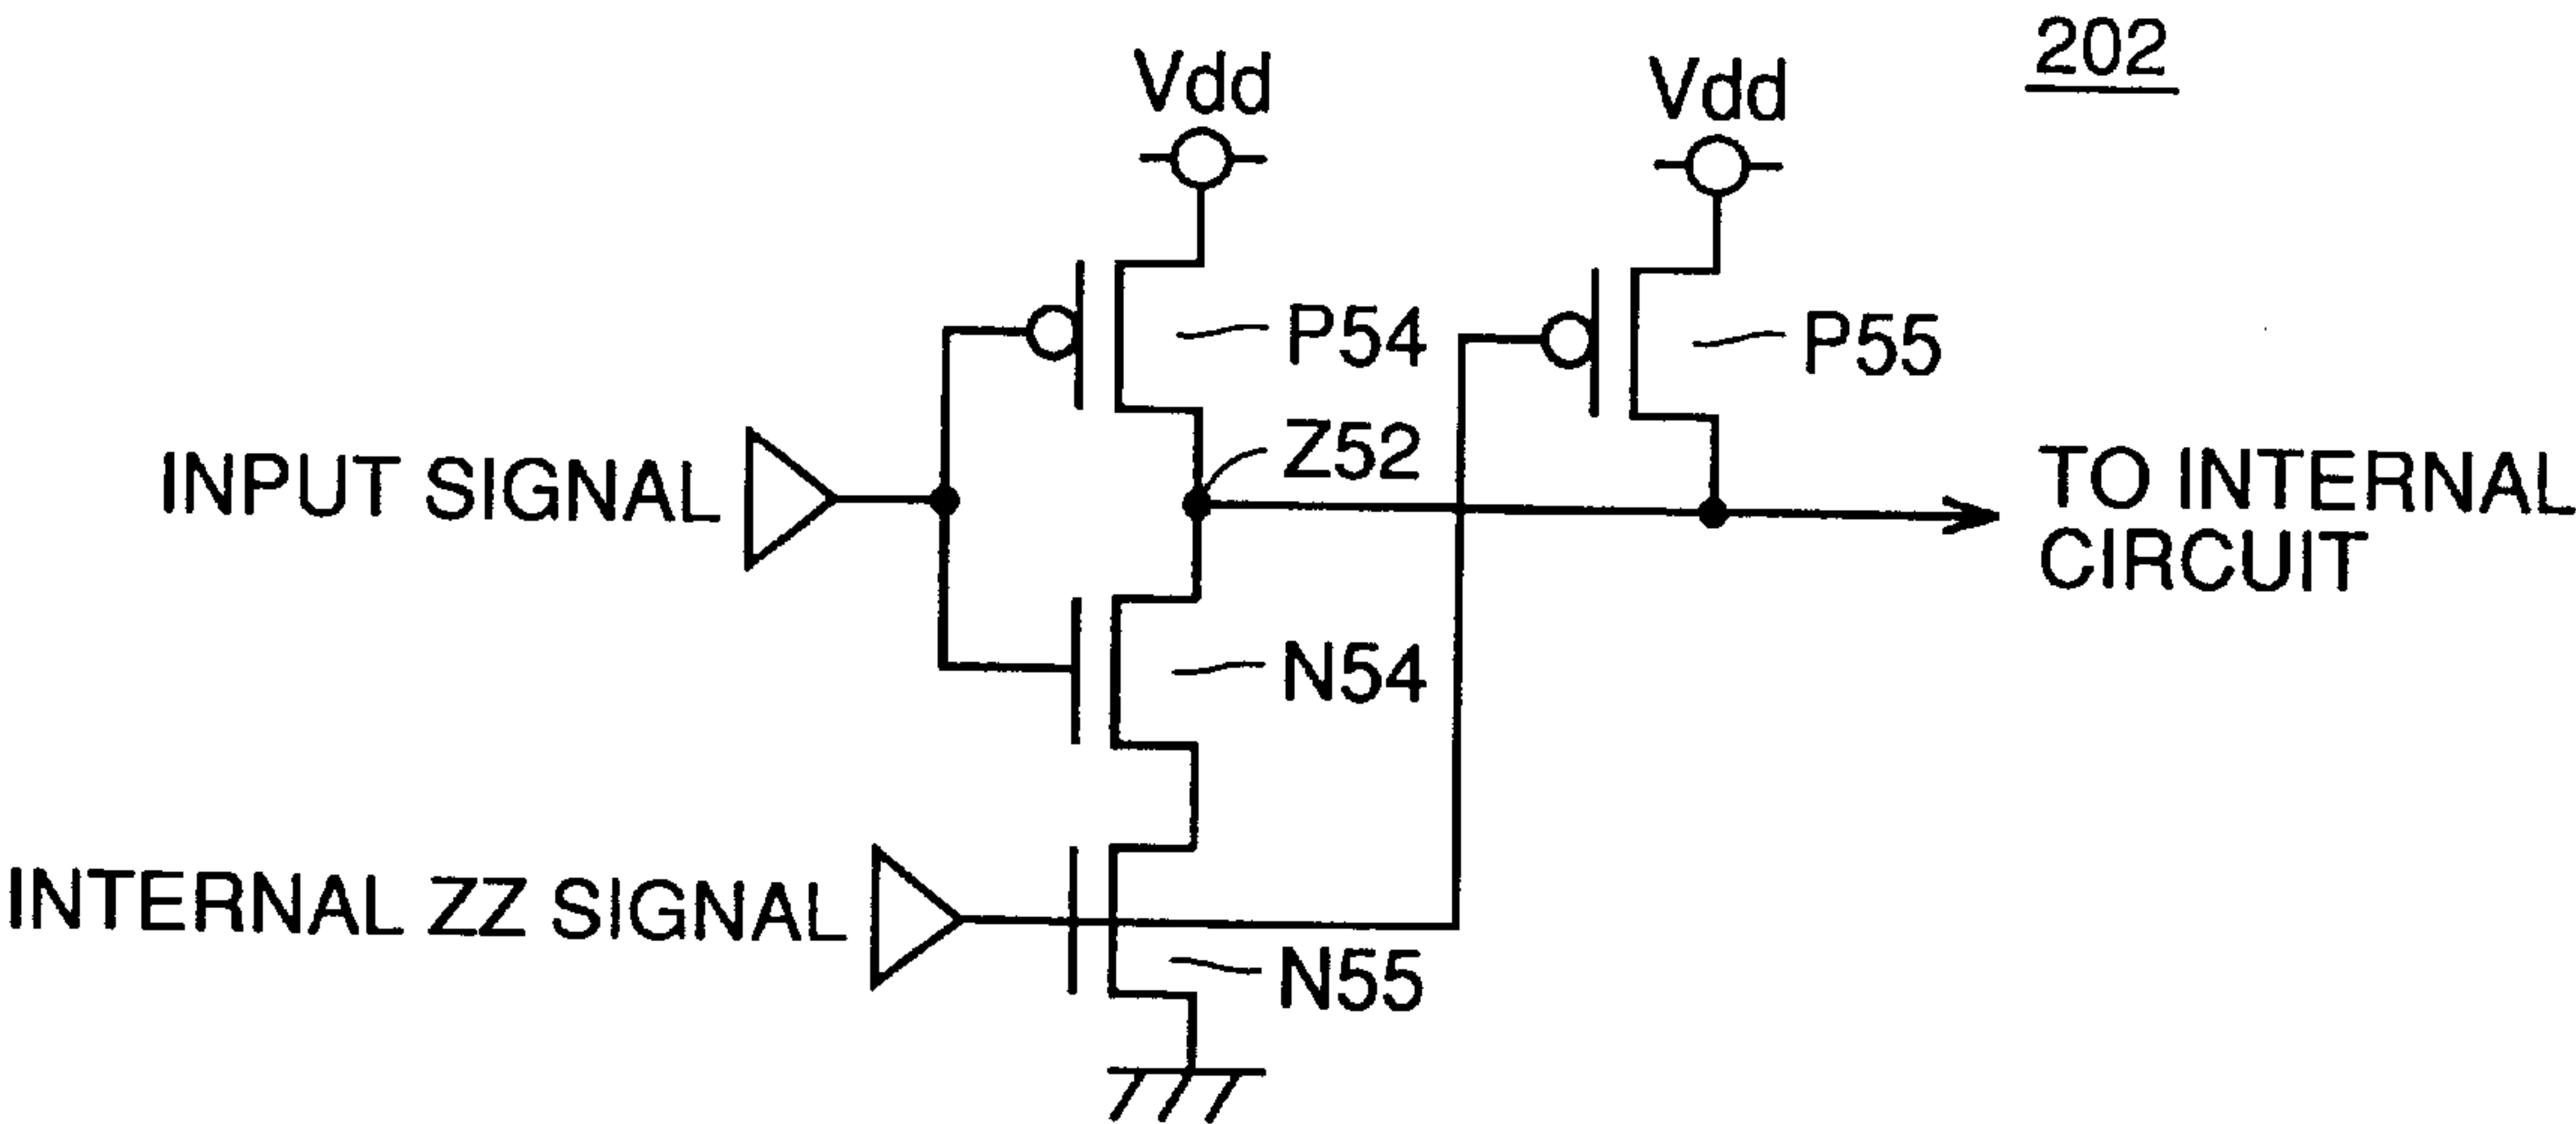 202
Vdd
Vdd
P54
P55
Z52
INPUT SIGNAL
TO INTERNAL
CIRCUIT
N54
INTERNAL ZZ SIGNAL
N55